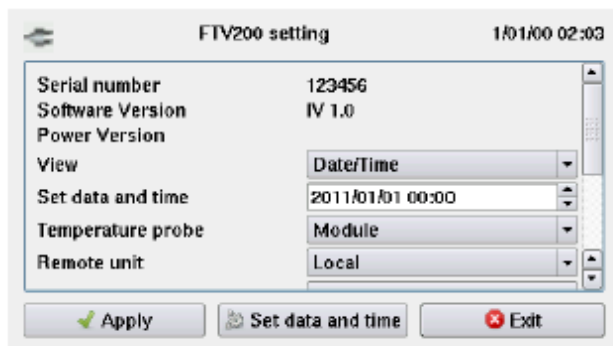 FTV200 setting 1/01/00 02:03
Serial number 123456
Software Version IV 1.0
Power Version
View Date/Time
Set data and time 2011/01/01 00:00
Temperature probe Module
Remote unit Local
Apply Set data and time Exit